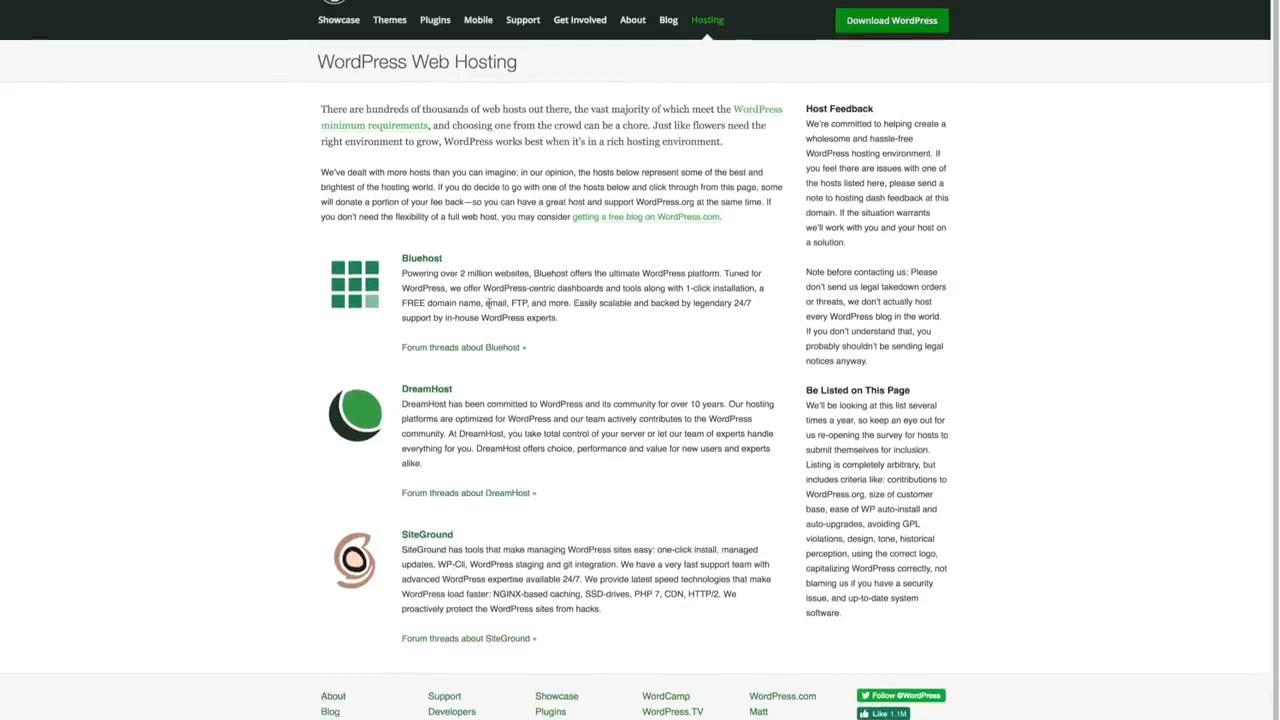 Showcase Themes Plugins Mobile Support Get Involved About Blog Hosting Download WordPress
WordPress Web Hosting
There are hundreds of thousands of web hosts out there, the vast majority of which meet the WordPress
minimum requirements, and choosing one from the crowd can be a chore. Just like flowers need the
right environment to grow, WordPress works best when it's in a rich hosting environment.
We've dealt with more hosts than you can imagine; in our opinion, the hosts below represent some of the best and
brightest of the hosting world. If you do decide to go with one of the hosts below and click through from this page, some
will donate a portion of your fee back—so you can have a great host and support WordPress.org at the same time. If
you don't need the flexibility of a full web host, you may consider getting a free blog on WordPress.com.
Bluehost
Powering over 2 million websites, Bluehost offers the ultimate WordPress platform. Tuned for
WordPress, we offer WordPress-centric dashboards and tools along with 1-click installation, a
FREE domain name, email, FTP, and more. Easily scalable and backed by legendary 24/7
support by in-house WordPress experts.
Forum threads about Bluehost »
DreamHost
DreamHost has been committed to WordPress and its community for over 10 years. Our hosting
platforms are optimized for WordPress and our team actively contributes to the WordPress
community. At DreamHost, you take total control of your server or let our team of experts handle
everything for you. DreamHost offers choice, performance and value for new users and experts
alike.
Forum threads about DreamHost »
SiteGround
SiteGround has tools that make managing WordPress sites easy: one-click install, managed
updates, WP-Cli, WordPress staging and git integration. We have a very fast support team with
advanced WordPress expertise available 24/7. We provide latest speed technologies that make
WordPress load faster: NGINX-based caching, SSD-drives, PHP 7, CDN, HTTP/2. We
proactively protect the WordPress sites from hacks.
Forum threads about SiteGround »
Host Feedback
We're committed to helping create a
wholesome and hassle-free
WordPress hosting environment. If
you feel there are issues with one of
the hosts listed here, please send a
note to hosting dash feedback at this
domain. If the situation warrants
we'll work with you and your host on
a solution.
Note before contacting us: Please
don't send us legal takedown orders
or threats, we don't actually host
every WordPress blog in the world.
If you don't understand that, you
probably shouldn't be sending legal
notices anyway.
Be Listed on This Page
We'll be looking at this list several
times a year, so keep an eye out for
us re-opening the survey for hosts to
submit themselves for inclusion.
Listing is completely arbitrary, but
includes criteria like: contributions to
WordPress.org, size of customer
base, ease of WP auto-install and
auto-upgrades, avoiding GPL
violations, design, tone, historical
perception, using the correct logo,
capitalizing WordPress correctly, not
blaming us if you have a security
issue, and up-to-date system
software.
About Support Showcase WordCamp WordPress.com Follow @WordPress
Blog Developers Plugins WordPress.TV Matt Like 1.1M